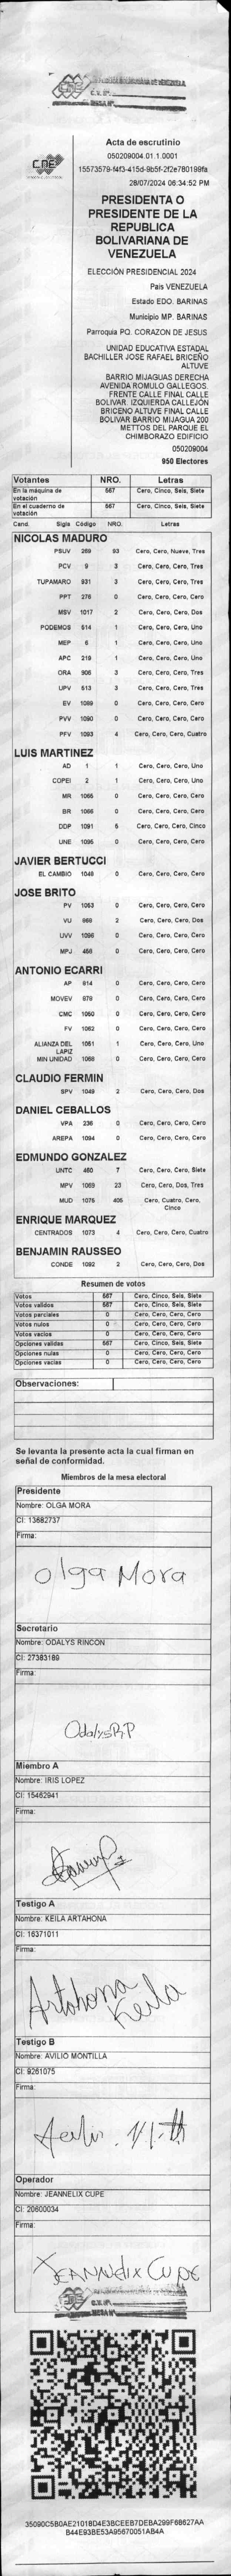 CNE
Acta de escrutinio
050209004.01.1.0001
15573579-f4f3-415d-9b5f-2f2e780199fa
28/07/2024 06:34:52 PM
PRESIDENTA O
PRESIDENTE DE LA
REPUBLICA
BOLIVARIANA DE
VENEZUELA
ELECCIÓN PRESIDENCIAL 2024
País VENEZUELA
Estado EDO. BARINAS
Municipio MP. BARINAS
Parroquia PQ. CORAZON DE JESUS
UNIDAD EDUCATIVA ESTADAL
BACHILLER JOSE RAFAEL BRICEÑO
ALTUVE
BARRIO MIJAGUAS DERECHA
AVENIDA ROMULO GALLEGOS.
FRENTE CALLE FINAL CALLE
BOLIVAR. IZQUIERDA CALLEJÓN
BRICENO ALTUVE FINAL CALLE
BOLIVAR BARRIO MIJAGUA 200
METTOS DEL PARQUE EL
CHIMBORAZO EDIFICIO
050209004
950 Electores
Votantes NRO. Letras
En la máquina de votación 567 Cero, Cinco, Seis, Siete
En el cuaderno de votación 567 Cero, Cinco, Seis, Siete
Cand. Sigla Código NRO. Letras
NICOLAS MADURO
PSUV 269 93 Cero, Cero, Nueve, Tres
PCV 9 3 Cero, Cero, Cero, Tres
TUPAMARO 931 3 Cero, Cero, Cero, Tres
PPT 276 0 Cero, Cero, Cero, Cero
MSV 1017 2 Cero, Cero, Cero, Dos
PODEMOS 514 1 Cero, Cero, Cero, Uno
MEP 6 1 Cero, Cero, Cero, Uno
APC 219 1 Cero, Cero, Cero, Uno
ORA 906 3 Cero, Cero, Cero, Tres
UPV 513 3 Cero, Cero, Cero, Tres
EV 1089 0 Cero, Cero, Cero, Cero
PVV 1090 0 Cero, Cero, Cero, Cero
PFV 1093 4 Cero, Cero, Cero, Cuatro
LUIS MARTINEZ
AD 1 1 Cero, Cero, Cero, Uno
COPEI 2 1 Cero, Cero, Cero, Uno
MR 1065 0 Cero, Cero, Cero, Cero
BR 1066 0 Cero, Cero, Cero, Cero
DDP 1091 5 Cero, Cero, Cero, Cinco
UNE 1095 0 Cero, Cero, Cero, Cero
JAVIER BERTUCCI
EL CAMBIO 1048 0 Cero, Cero, Cero, Cero
JOSE BRITO
PV 1053 0 Cero, Cero, Cero, Cero
VU 868 2 Cero, Cero, Cero, Dos
UVV 1096 0 Cero, Cero, Cero, Cero
MPJ 458 0 Cero, Cero, Cero, Cero
ANTONIO ECARRI
AP 814 0 Cero, Cero, Cero, Cero
MOVEV 879 0 Cero, Cero, Cero, Cero
CMC 1050 0 Cero, Cero, Cero, Cero
FV 1062 0 Cero, Cero, Cero, Cero
ALIANZA DEL LAPIZ 1051 1 Cero, Cero, Cero, Uno
MIN UNIDAD 1068 0 Cero, Cero, Cero, Cero
CLAUDIO FERMIN
SPV 1049 2 Cero, Cero, Cero, Dos
DANIEL CEBALLOS
VPA 236 0 Cero, Cero, Cero, Cero
AREPA 1094 0 Cero, Cero, Cero, Cero
EDMUNDO GONZALEZ
UNTC 460 7 Cero, Cero, Cero, Siete
MPV 1069 23 Cero, Cero, Dos, Tres
MUD 1075 405 Cero, Cuatro, Cero,
Cinco
ENRIQUE MARQUEZ
CENTRADOS 1073 4 Cero, Cero, Cero, Cuatro
BENJAMIN RAUSSEO
CONDE 1092 2 Cero, Cero, Cero, Dos
Resumen de votos
Votos 567 Cero, Cinco, Seis, Siete
Votos validos 567 Cero, Cinco, Seis, Siete
Votos parciales 0 Cero, Cero, Cero, Cero
Votos nulos 0 Cero, Cero, Cero, Cero
Votos vacios 0 Cero, Cero, Cero, Cero
Opciones validas 567 Cero, Cinco, Seis, Siete
Opciones nulas 0 Cero, Cero, Cero, Cero
Opciones vacias 0 Cero, Cero, Cero, Cero
Observaciones:
Se levanta la presente acta la cual firman en
señal de conformidad.
Miembros de la mesa electoral
Presidente
Nombre: OLGA MORA
CI: 13682737
Firma:
olga Mora
Secretario
Nombre: ODALYS RINCON
CI: 27383189
Firma:
OdalysRP
Miembro A
Nombre: IRIS LOPEZ
CI: 15462941
Firma:
Testigo A
Nombre: KEILA ARTAHONA
CI: 16371011
Firma:
Artahona
Keila
Testigo B
Nombre: AVILIO MONTILLA
CI: 9261075
Firma:
Operador
Nombre: JEANNELIX CUPE
CI: 20600034
Firma:
JEANNELIX CUPE
35090C5B0AE2101BD4E3BCEEB7DEBA299F68627AA
B44E93BE53A95670051AB4A